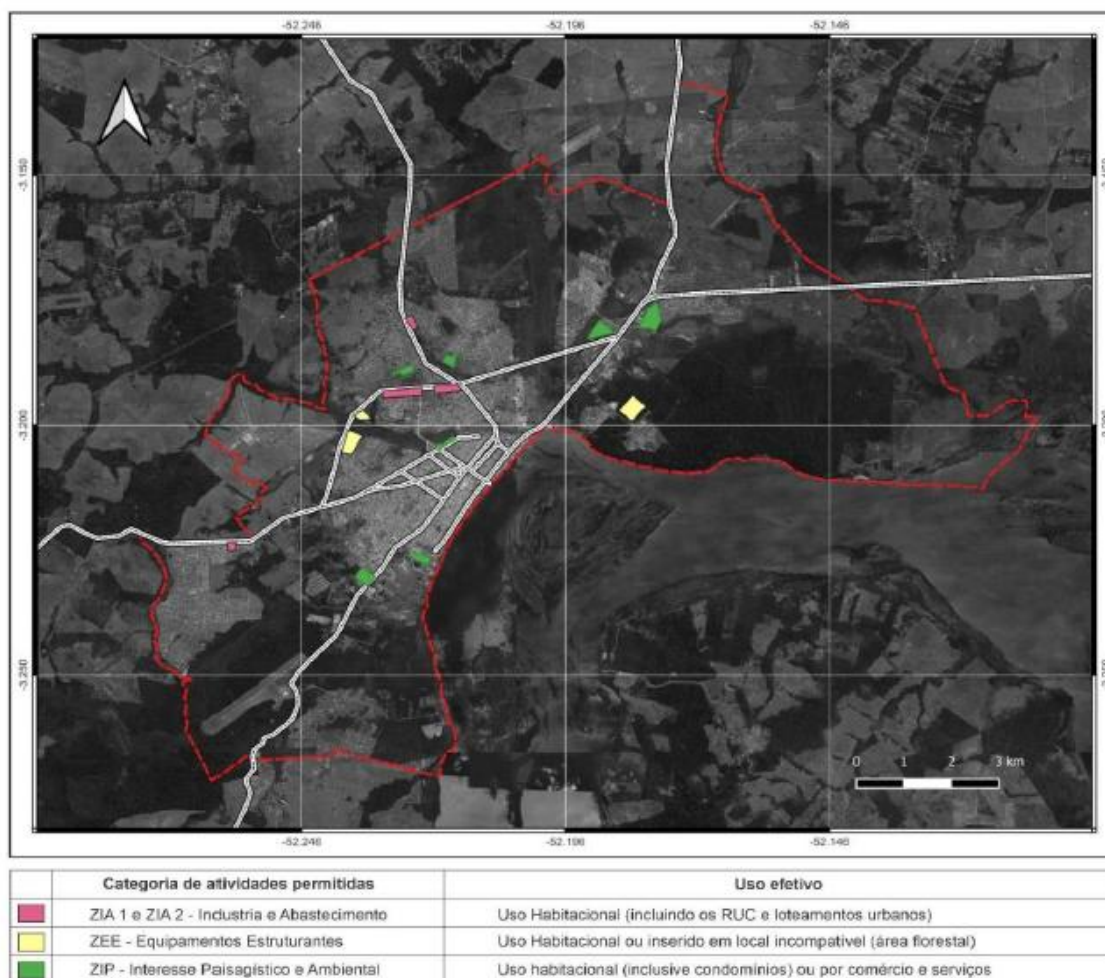 -52.246 -52.196 -52.146
-3.150
-3.200
-3.250
0 1 2 3 km
-52.246 -52.196 -52.146
Categoria de atividades permitidas Uso efetivo
ZIA 1 e ZIA 2 - Industria e Abastecimento Uso Habitacional (incluindo os RUC e loteamentos urbanos)
ZEE - Equipamentos Estruturantes Uso Habitacional ou inserido em local incompatível (área florestal)
ZIP - Interesse Paisagístico e Ambiental Uso habitacional (inclusive condomínios) ou por comércio e serviços